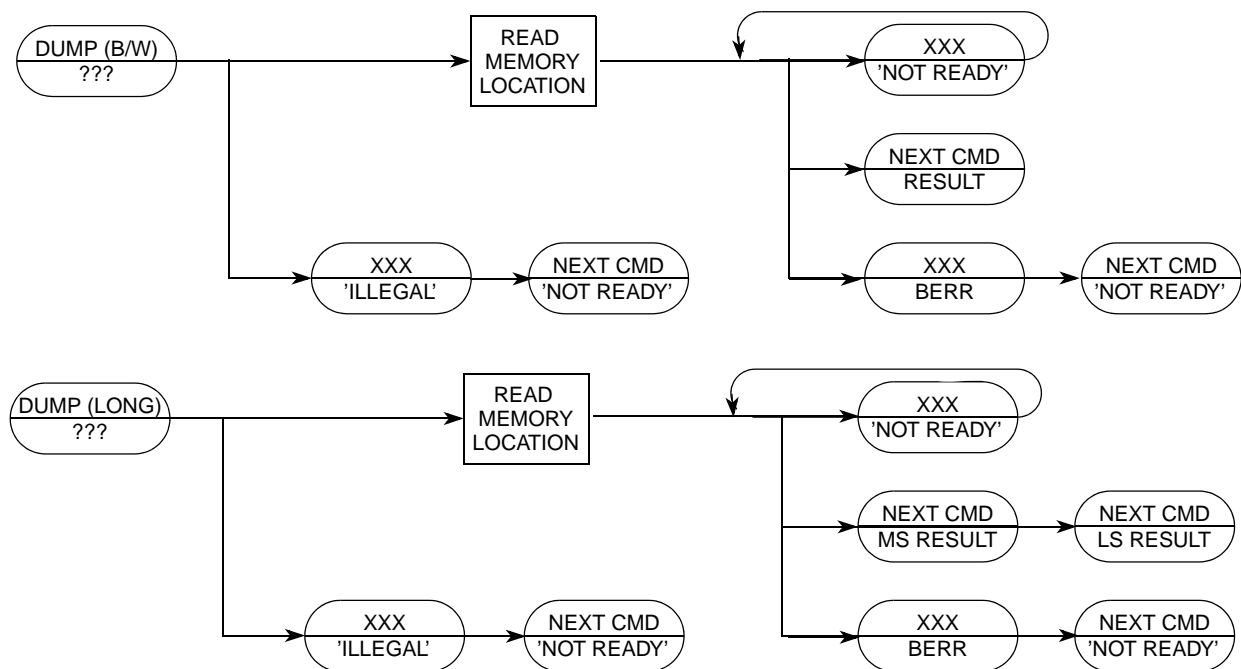 DUMP (B/W)
???
READ
MEMORY
LOCATION
XXX
'NOT READY'
NEXT CMD
RESULT
XXX
'ILLEGAL'
NEXT CMD
'NOT READY'
XXX
BERR
NEXT CMD
'NOT READY'
DUMP (LONG)
???
READ
MEMORY
LOCATION
XXX
'NOT READY'
NEXT CMD
MS RESULT
NEXT CMD
LS RESULT
XXX
'ILLEGAL'
NEXT CMD
'NOT READY'
XXX
BERR
NEXT CMD
'NOT READY'